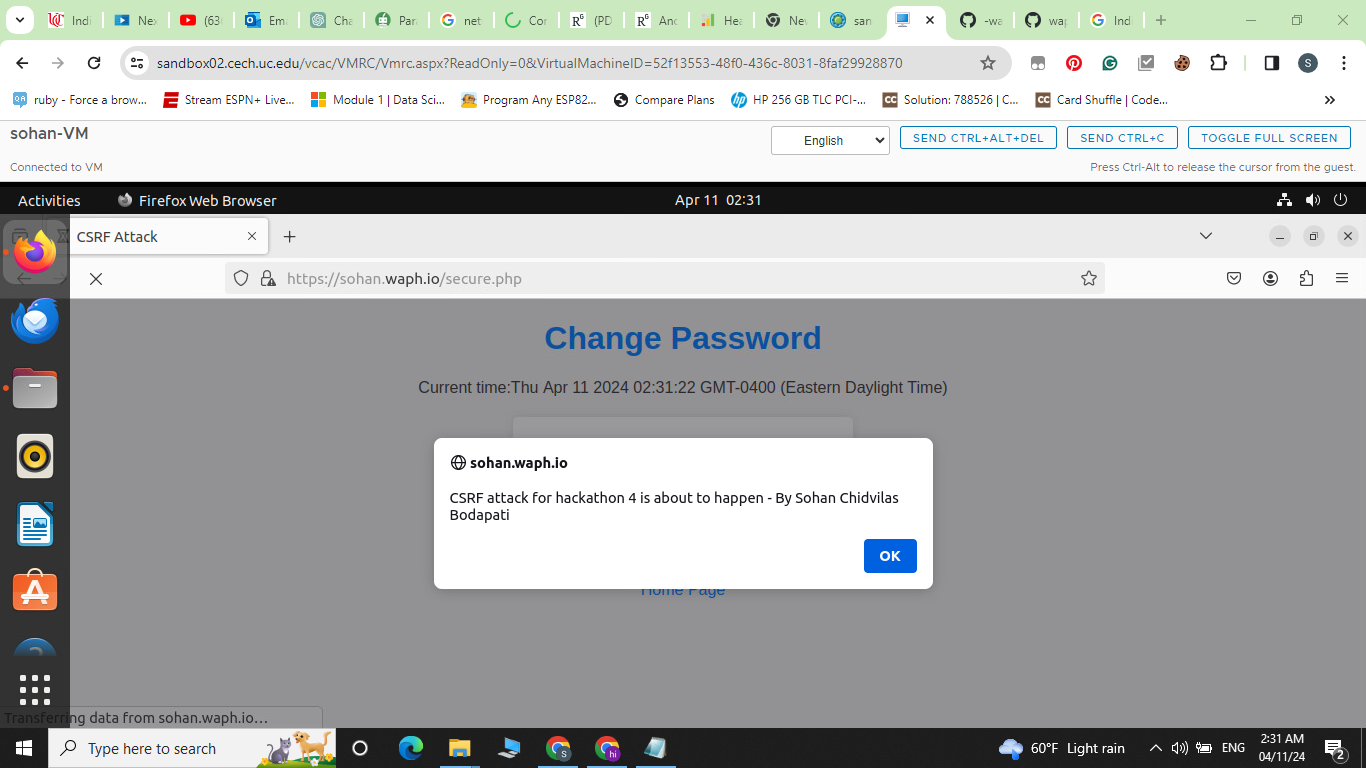 Indi
Nex
(63
Ema
Cha
Para
net
Cor
(PD
Anc
Hea
Nev
san
-wa
wap
Ind
sandbox02.cech.uc.edu/vcac/VMRC/Vmrc.aspx?ReadOnly=0&VirtualMachineID=52f13553-48f0-436c-8031-8faf29928870
S
ruby - Force a brow...
Stream ESPN+ Live...
Module 1 | Data Sci...
Program Any ESP82...
Compare Plans
HP 256 GB TLC PCI-...
Solution: 788526 | C...
Card Shuffle | Code...
sohan-VM
English
SEND CTRL+ALT+DEL
SEND CTRL+C
TOGGLE FULL SCREEN
Connected to VM
Press Ctrl-Alt to release the cursor from the guest.
Activities
Firefox Web Browser
Apr 11 02:31
CSRF Attack
https://sohan.waph.io/secure.php
Change Password
Current time:Thu Apr 11 2024 02:31:22 GMT-0400 (Eastern Daylight Time)
sohan.waph.io
CSRF attack for hackathon 4 is about to happen - By Sohan Chidvilas
Bodapati
OK
Home Page
Transferring data from sohan.waph.io…
Type here to search
60°F Light rain
ENG
2:31 AM
04/11/24
2